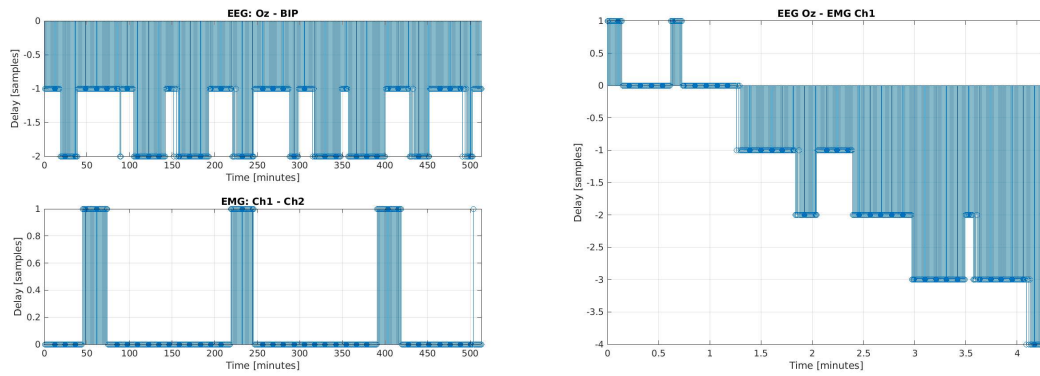 EEG: Oz - BIP
Delay [samples]
0
-0.5
-1
-1.5
-2
0 50 100 150 200 250 300 350 400 450 500
Time [minutes]
EMG: Ch1 - Ch2
Delay [samples]
1
0.8
0.6
0.4
0.2
0
0 50 100 150 200 250 300 350 400 450 500
Time [minutes]
EEG Oz - EMG Ch1
Delay [samples]
1
0.5
0
-0.5
-1
-1.5
-2
-2.5
-3
-3.5
-4
0 0.5 1 1.5 2 2.5 3 3.5 4
Time [minutes]